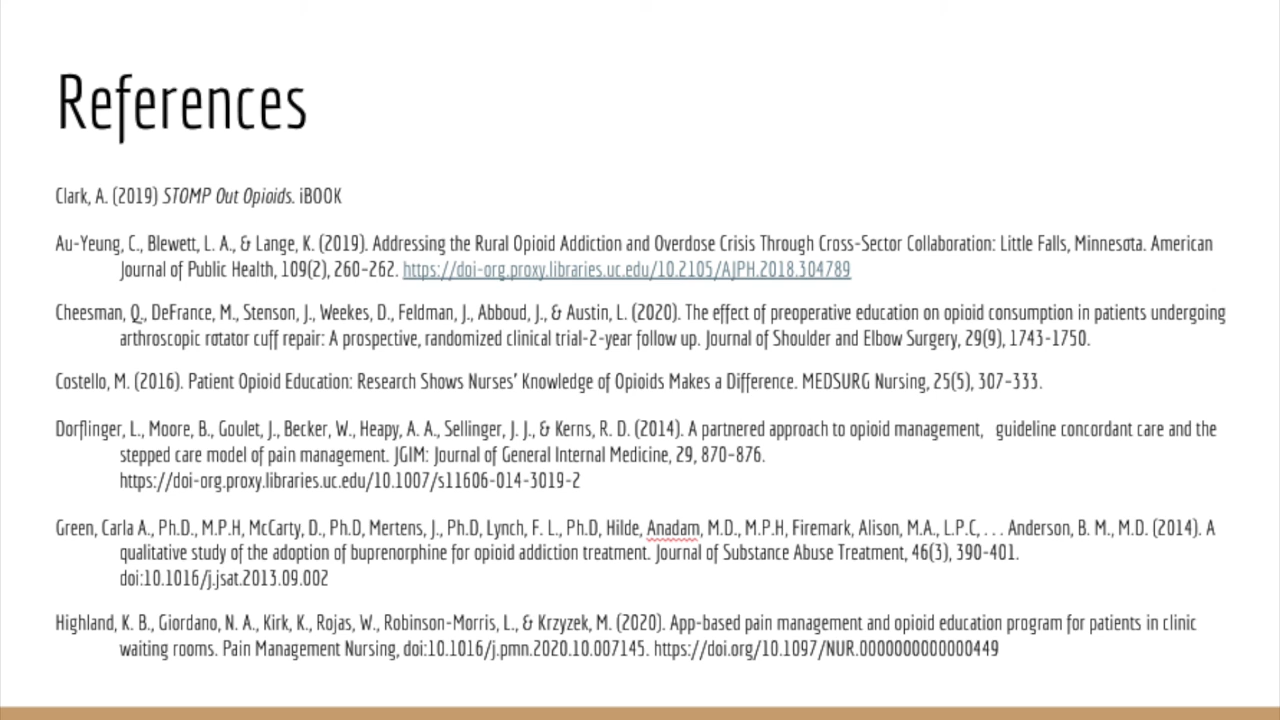 References
Clark, A. (2019) STOMP Out Opioids. iBOOK
Au-Yeung, C., Blewett, L. A., & Lange, K. (2019). Addressing the Rural Opioid Addiction and Overdose Crisis Through Cross-Sector Collaboration: Little Falls, Minnesota. American
Journal of Public Health, 109(2), 260–262. https://doi-org.proxy.libraries.uc.edu/10.2105/AJPH.2018.304789
Cheesman, Q., DeFrance, M., Stenson, J., Weekes, D., Feldman, J., Abboud, J., & Austin, L. (2020). The effect of preoperative education on opioid consumption in patients undergoing
arthroscopic rotator cuff repair: A prospective, randomized clinical trial-2-year follow up. Journal of Shoulder and Elbow Surgery, 29(9), 1743-1750.
Costello, M. (2016). Patient Opioid Education: Research Shows Nurses’ Knowledge of Opioids Makes a Difference. MEDSURG Nursing, 25(5), 307–333.
Dorflinger, L., Moore, B., Goulet, J., Becker, W., Heapy, A. A., Sellinger, J. J., & Kerns, R. D. (2014). A partnered approach to opioid management, guideline concordant care and the
stepped care model of pain management. JGIM: Journal of General Internal Medicine, 29, 870–876.
https://doi-org.proxy.libraries.uc.edu/10.1007/s11606-014-3019-2
Green, Carla A., Ph.D., M.P.H, McCarty, D., Ph.D, Mertens, J., Ph.D, Lynch, F. L., Ph.D, Hilde, Anadam, M.D., M.P.H, Firemark, Alison, M.A., L.P.C, . . . Anderson, B. M., M.D. (2014). A
qualitative study of the adoption of buprenorphine for opioid addiction treatment. Journal of Substance Abuse Treatment, 46(3), 390-401.
doi:10.1016/j.jsat.2013.09.002
Highland, K. B., Giordano, N. A., Kirk, K., Rojas, W., Robinson-Morris, L., & Krzyzek, M. (2020). App-based pain management and opioid education program for patients in clinic
waiting rooms. Pain Management Nursing, doi:10.1016/j.pmn.2020.10.007145. https://doi.org/10.1097/NUR.0000000000000449